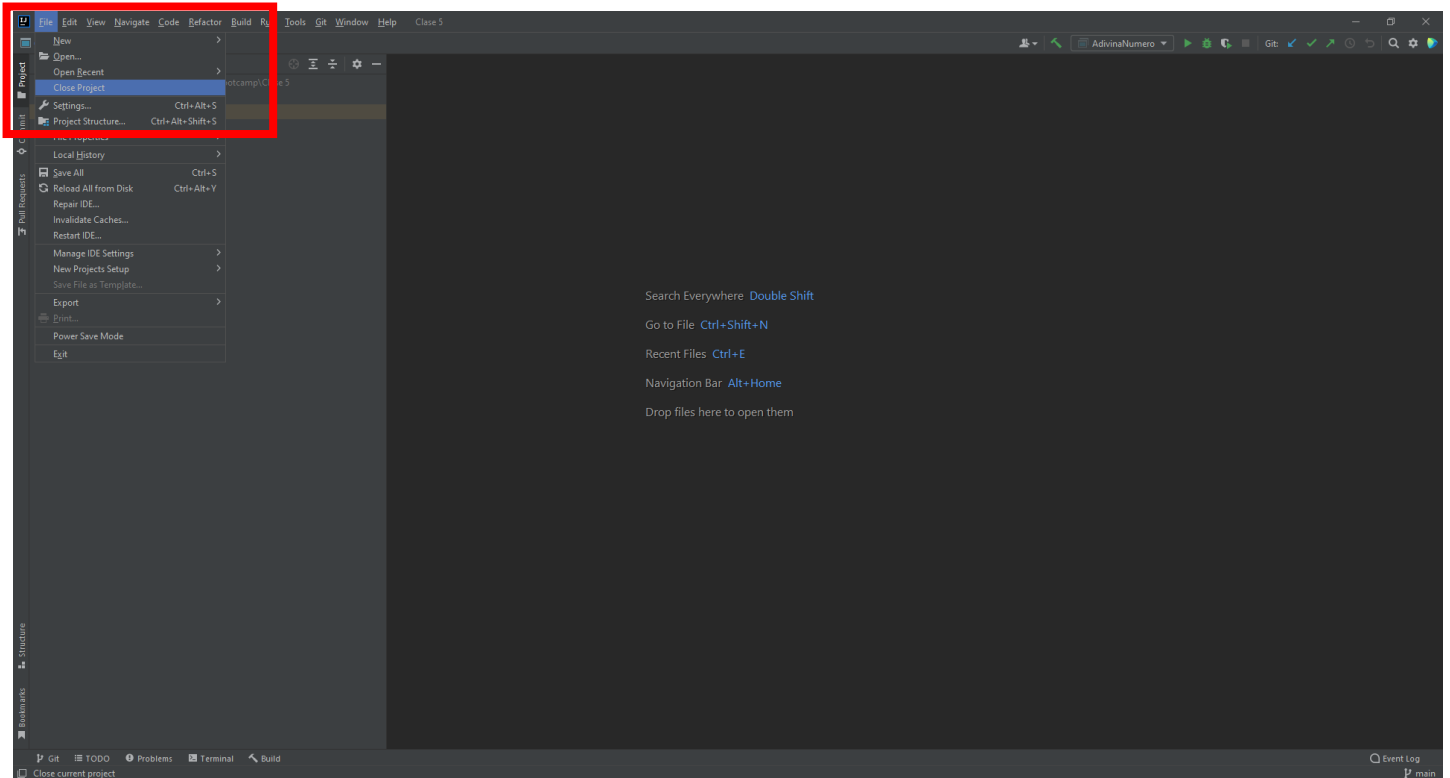 File Edit View Navigate Code Refactor Build Tools Git Window Help Clase 5
AdivinaNumero Git:
New
Open...
Open Recent
Close Project
Settings... Ctrl+Alt+S
Project Structure... Ctrl+Alt+Shift+S
Local History
Save All Ctrl+S
Reload All from Disk Ctrl+Alt+Y
Repair IDE...
Invalidate Caches...
Restart IDE...
Manage IDE Settings
New Projects Setup
Save File as Template...
Export
Print...
Power Save Mode
Exit
Project
Pull Requests
Structure
Bookmarks
Search Everywhere Double Shift
Go to File Ctrl+Shift+N
Recent Files Ctrl+E
Navigation Bar Alt+Home
Drop files here to open them
Git TODO Problems Terminal Build Event Log
Close current project main